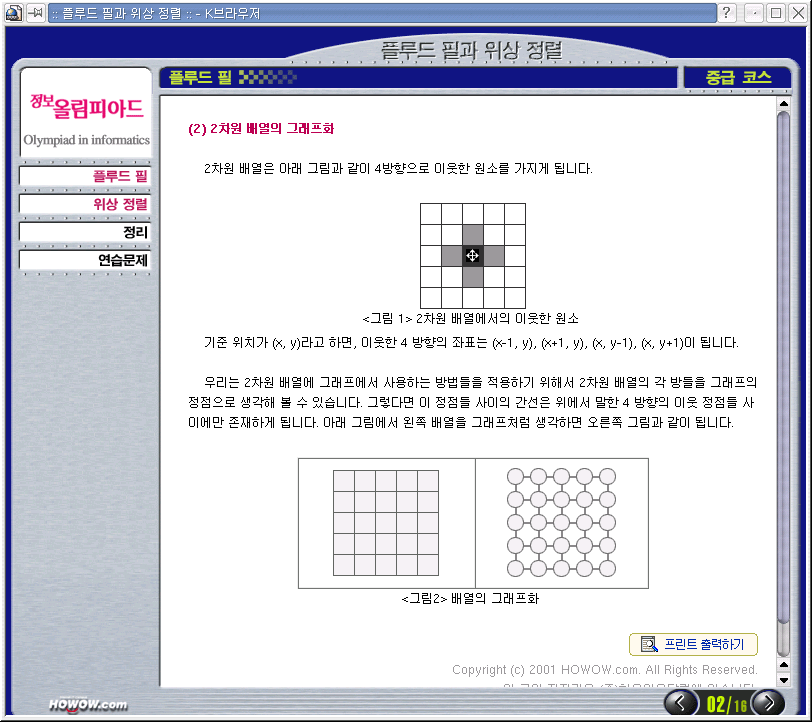 :: 플루드 필과 위상 정렬 :: - K브라우저
플루드 필과 위상 정렬
플루드 필
중급 코스
정보올림피아드
Olympiad in informatics
플루드 필
위상 정렬
정리
연습문제
(2) 2차원 배열의 그래프화
2차원 배열은 아래 그림과 같이 4방향으로 이웃한 원소를 가지게 됩니다.
<그림 1> 2차원 배열에서의 이웃한 원소
기준 위치가 (x, y)라고 하면, 이웃한 4 방향의 좌표는 (x-1, y), (x+1, y), (x, y-1), (x, y+1)이 됩니다.
우리는 2차원 배열에 그래프에서 사용하는 방법들을 적용하기 위해서 2차원 배열의 각 방들을 그래프의
정점으로 생각해 볼 수 있습니다. 그렇다면 이 정점들 사이의 간선은 위에서 말한 4 방향의 이웃 정점들 사
이에만 존재하게 됩니다. 아래 그림에서 왼쪽 배열을 그래프처럼 생각하면 오른쪽 그림과 같이 됩니다.
<그림2> 배열의 그래프화
프린트 출력하기
Copyright (c) 2001 HOWOW.com. All Rights Reserved.
HOWOW.com
02/16